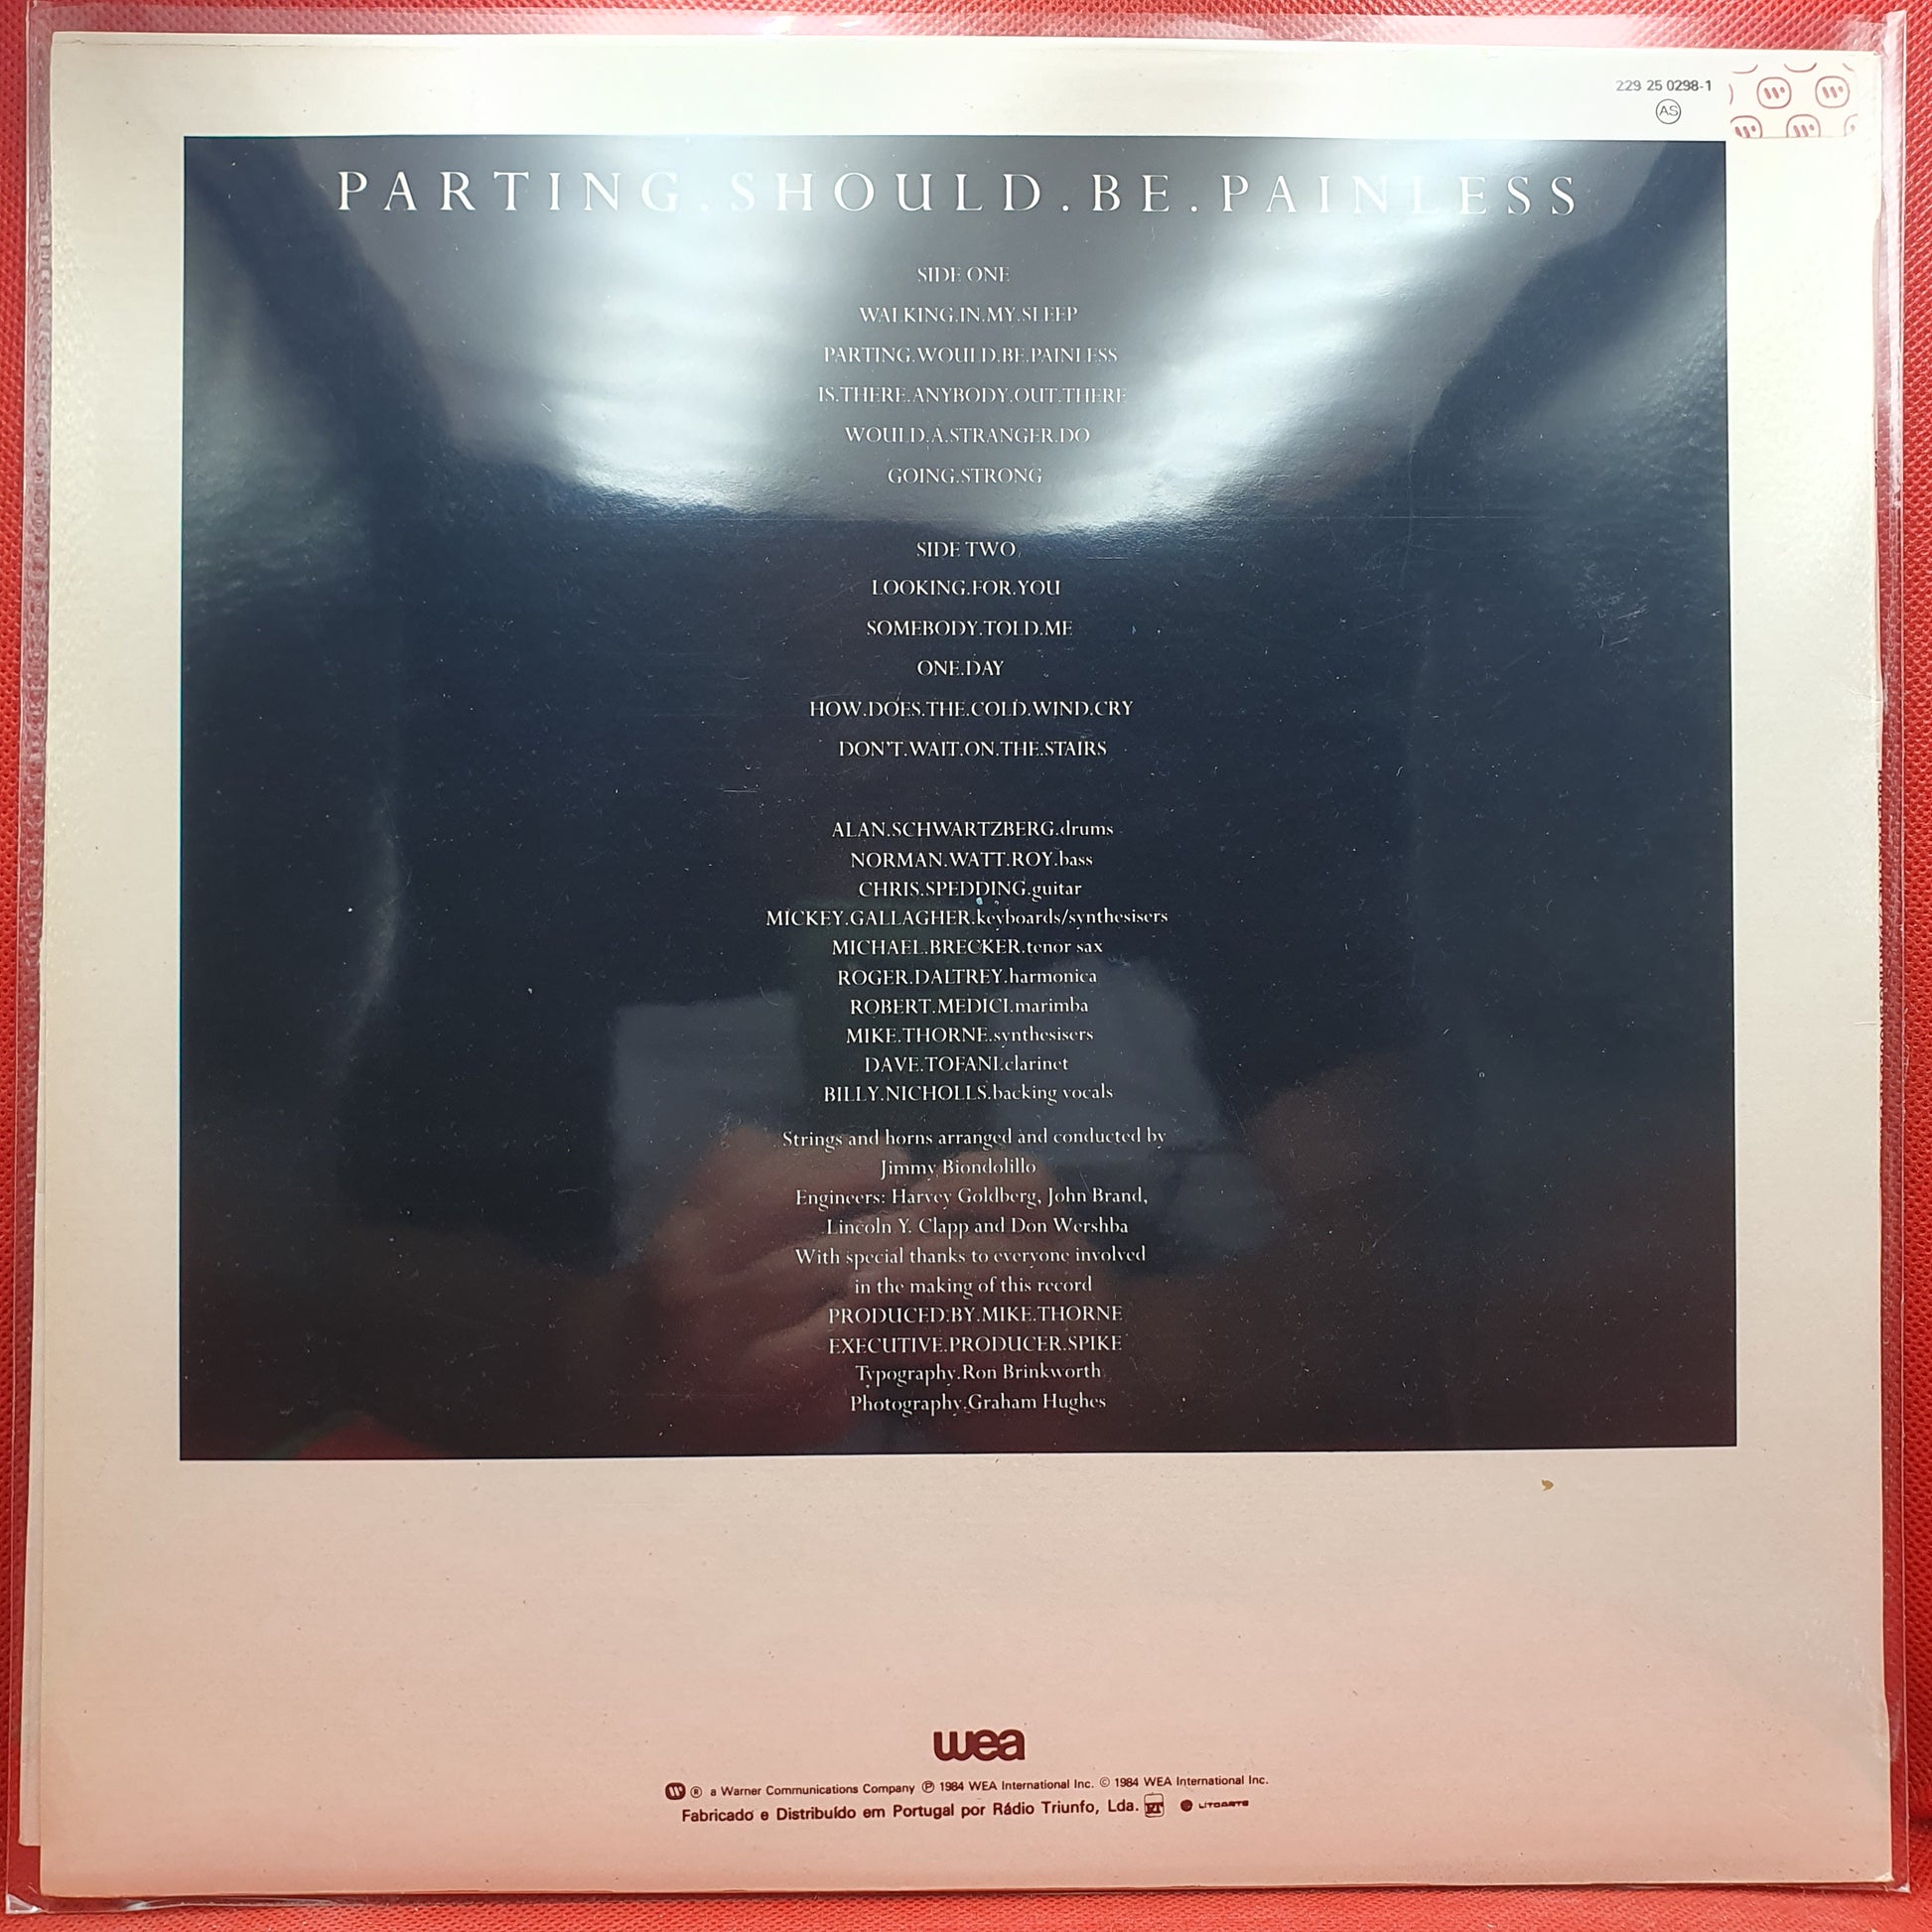 229 25 0298-1
AS
PARTING.SHOULD.BE.PAINLESS
SIDE ONE
WALKING.IN.MY.SLEEP
PARTING.WOULD.BE.PAINLESS
IS.THERE.ANYBODY.OUT.THERE
WOULD.A.STRANGER.DO
GOING.STRONG
SIDE TWO
LOOKING.FOR.YOU
SOMEBODY.TOLD.ME
ONE.DAY
HOW.DOES.THE.COLD.WIND.CRY
DON'T.WAIT.ON.THE.STAIRS
ALAN.SCHWARTZBERG.drums
NORMAN.WATT.ROY.bass
CHRIS.SPEDDING.guitar
MICKEY.GALLAGHER.keyboards/synthesisers
MICHAEL.BRECKER.tenor sax
ROGER.DALTREY.harmonica
ROBERT.MEDICI.marimba
MIKE.THORNE.synthesisers
DAVE.TOFANI.clarinet
BILLY.NICHOLLS.backing vocals
Strings and horns arranged and conducted by
Jimmy Biondolillo
Engineers: Harvey Goldberg, John Brand,
Lincoln Y. Clapp and Don Wershba
With special thanks to everyone involved
in the making of this record
PRODUCED.BY.MIKE.THORNE
EXECUTIVE.PRODUCER.SPIKE
Typography.Ron Brinkworth
Photography.Graham Hughes
wea
® a Warner Communications Company ℗ 1984 WEA International Inc. © 1984 WEA International Inc.
Fabricado e Distribuído em Portugal por Rádio Triunfo, Lda. RT LITOARTE